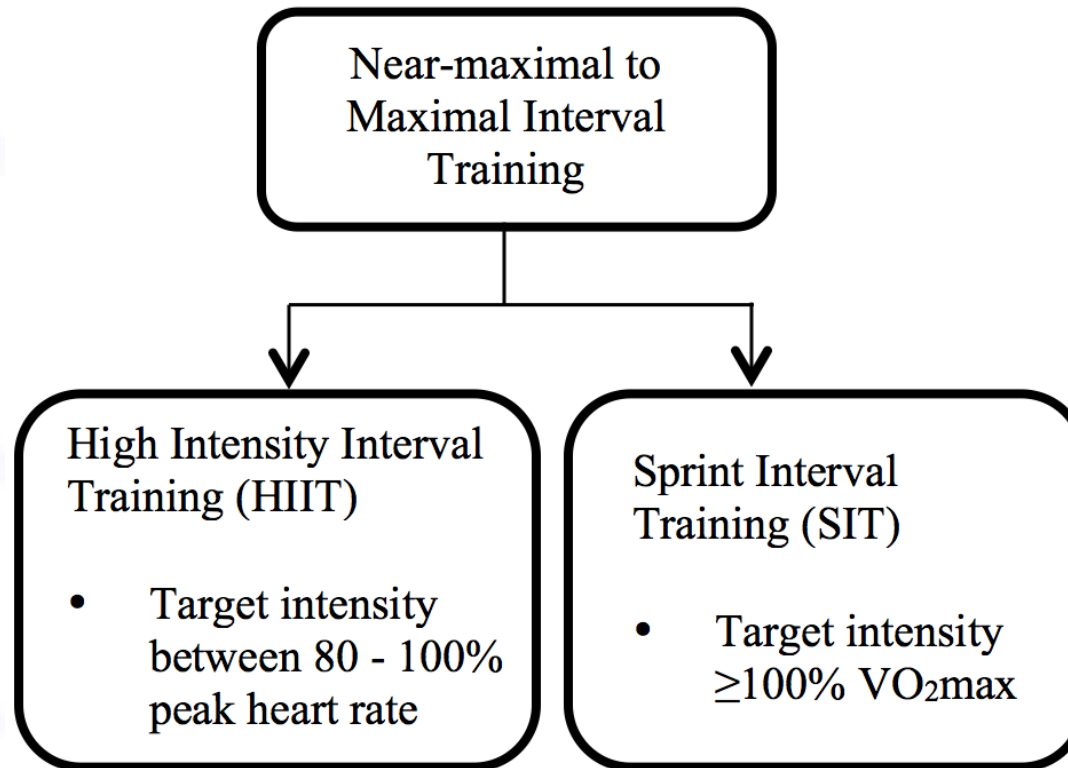 Near-maximal to
Maximal Interval
Training
High Intensity Interval
Training (HIIT)
• Target intensity
between 80 - 100%
peak heart rate
Sprint Interval
Training (SIT)
• Target intensity
≥100% VO₂max